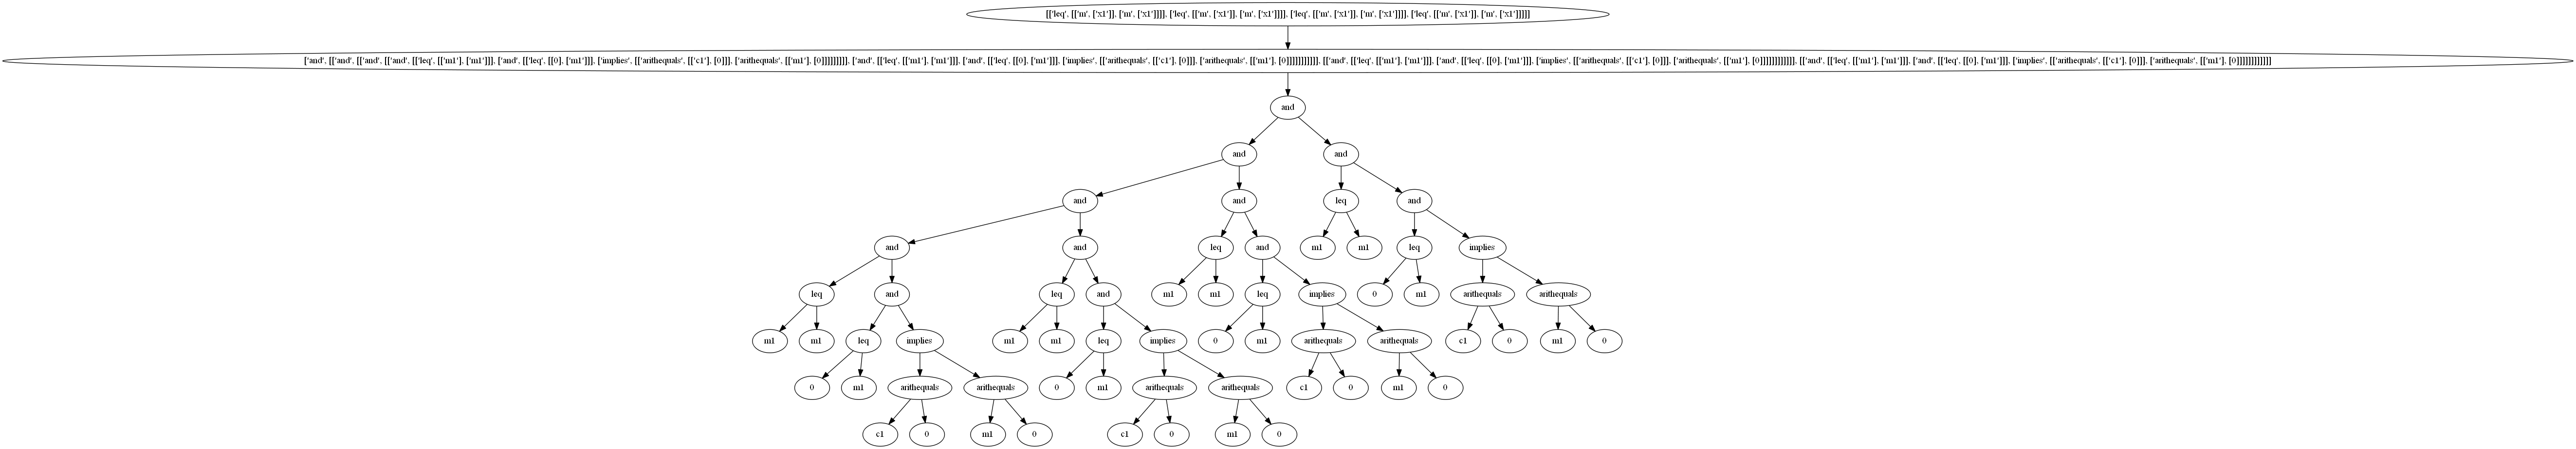 [['leq', [['m', ['x1']], ['m', ['x1']]]], ['leq', [['m', ['x1']], ['m', ['x1']]]], ['leq', [['m', ['x1']], ['m', ['x1']]]], ['leq', [['m', ['x1']], ['m', ['x1']]]]]
['and', [['and', [['and', [['and', [['leq', [['m1'], ['m1']]], ['and', [['leq', [[0], ['m1']]], ['implies', [['arithequals', [['c1'], [0]]], ['arithequals', [['m1'], [0]]]]]]]]], ['and', [['leq', [['m1'], ['m1']]], ['and', [['leq', [[0], ['m1']]], ['implies', [['arithequals', [['c1'], [0]]], ['arithequals', [['m1'], [0]]]]]]]]]]], [['and', [['leq', [['m1'], ['m1']]], ['and', [['leq', [[0], ['m1']]], ['implies', [['arithequals', [['c1'], [0]]], ['arithequals', [['m1'], [0]]]]]]]]]]]], [['and', [['leq', [['m1'], ['m1']]], ['and', [['leq', [[0], ['m1']]], ['implies', [['arithequals', [['c1'], [0]]], ['arithequals', [['m1'], [0]]]]]]]]]]]]
and
and and
and and leq and
and and leq and m1 m1 leq implies
leq and leq and m1 m1 leq implies 0 m1 arithequals arithequals
m1 m1 leq implies m1 m1 leq implies 0 m1 arithequals arithequals c1 0 m1 0
0 m1 arithequals arithequals 0 m1 arithequals arithequals c1 0 m1 0
c1 0 m1 0 c1 0 m1 0